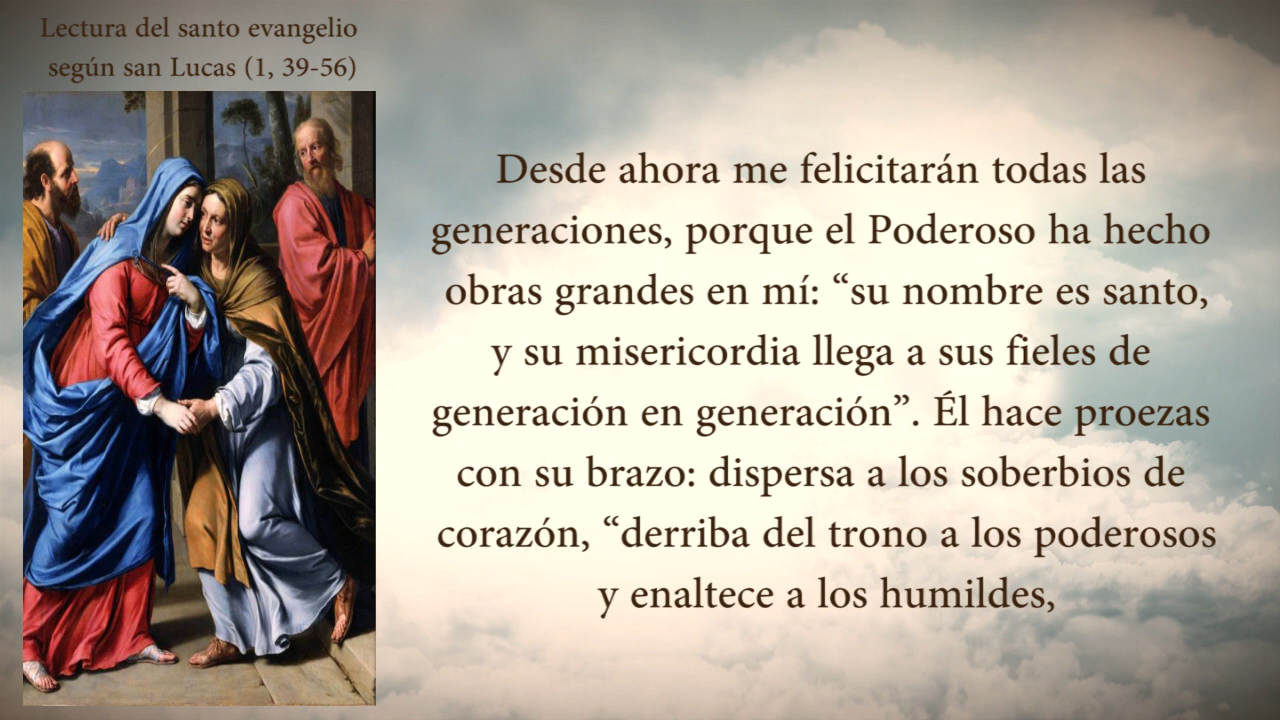 Lectura del santo evangelio
según san Lucas (1, 39-56)
Desde ahora me felicitarán todas las
generaciones, porque el Poderoso ha hecho
obras grandes en mí: “su nombre es santo,
y su misericordia llega a sus fieles de
generación en generación”. Él hace proezas
con su brazo: dispersa a los soberbios de
corazón, “derriba del trono a los poderosos
y enaltece a los humildes,